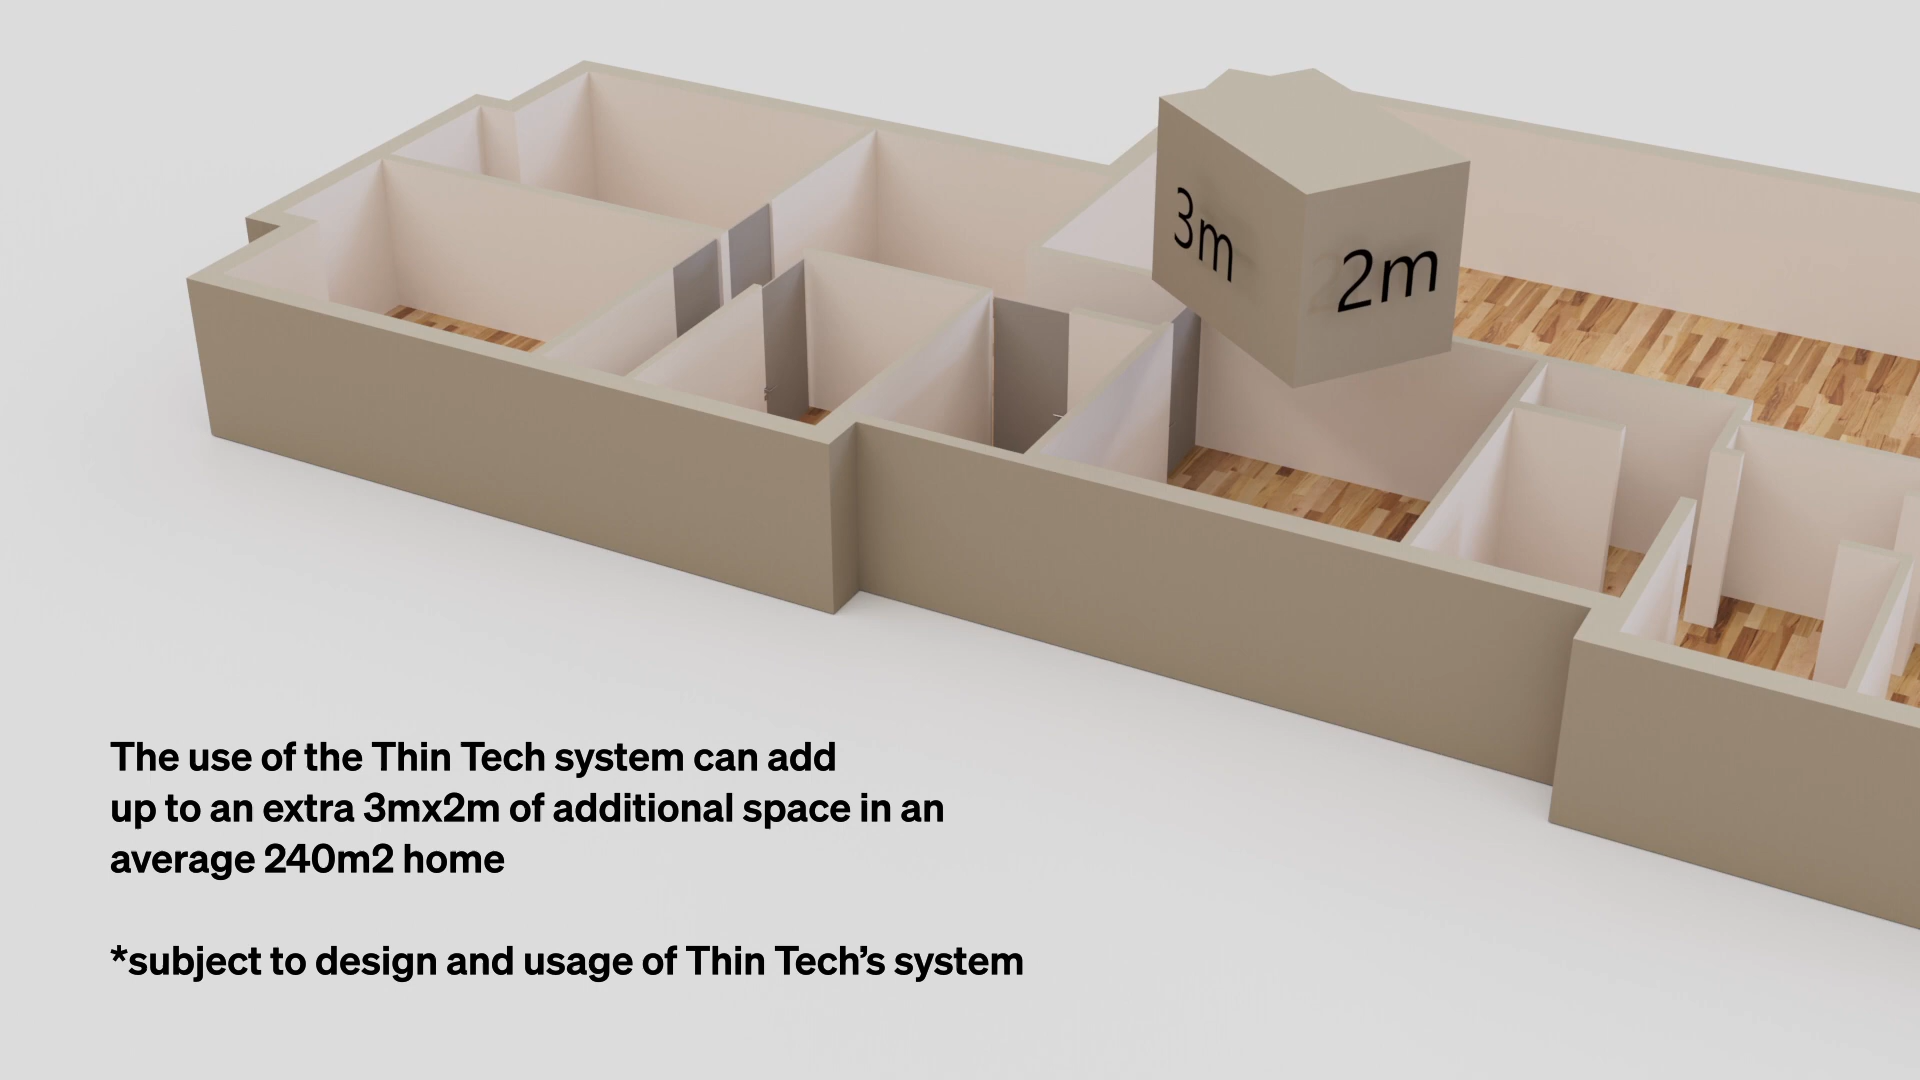 3m
2m
The use of the Thin Tech system can add
up to an extra 3mx2m of additional space in an
average 240m2 home
*subject to design and usage of Thin Tech’s system